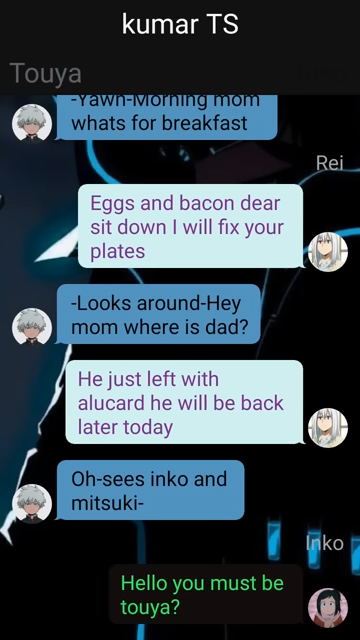 kumar TS
Touya
-Yawn-Morning mom
whats for breakfast
Rei
Eggs and bacon dear
sit down I will fix your
plates
-Looks around-Hey
mom where is dad?
He just left with
alucard he will be back
later today
Oh-sees inko and
mitsuki-
Inko
Hello you must be
touya?